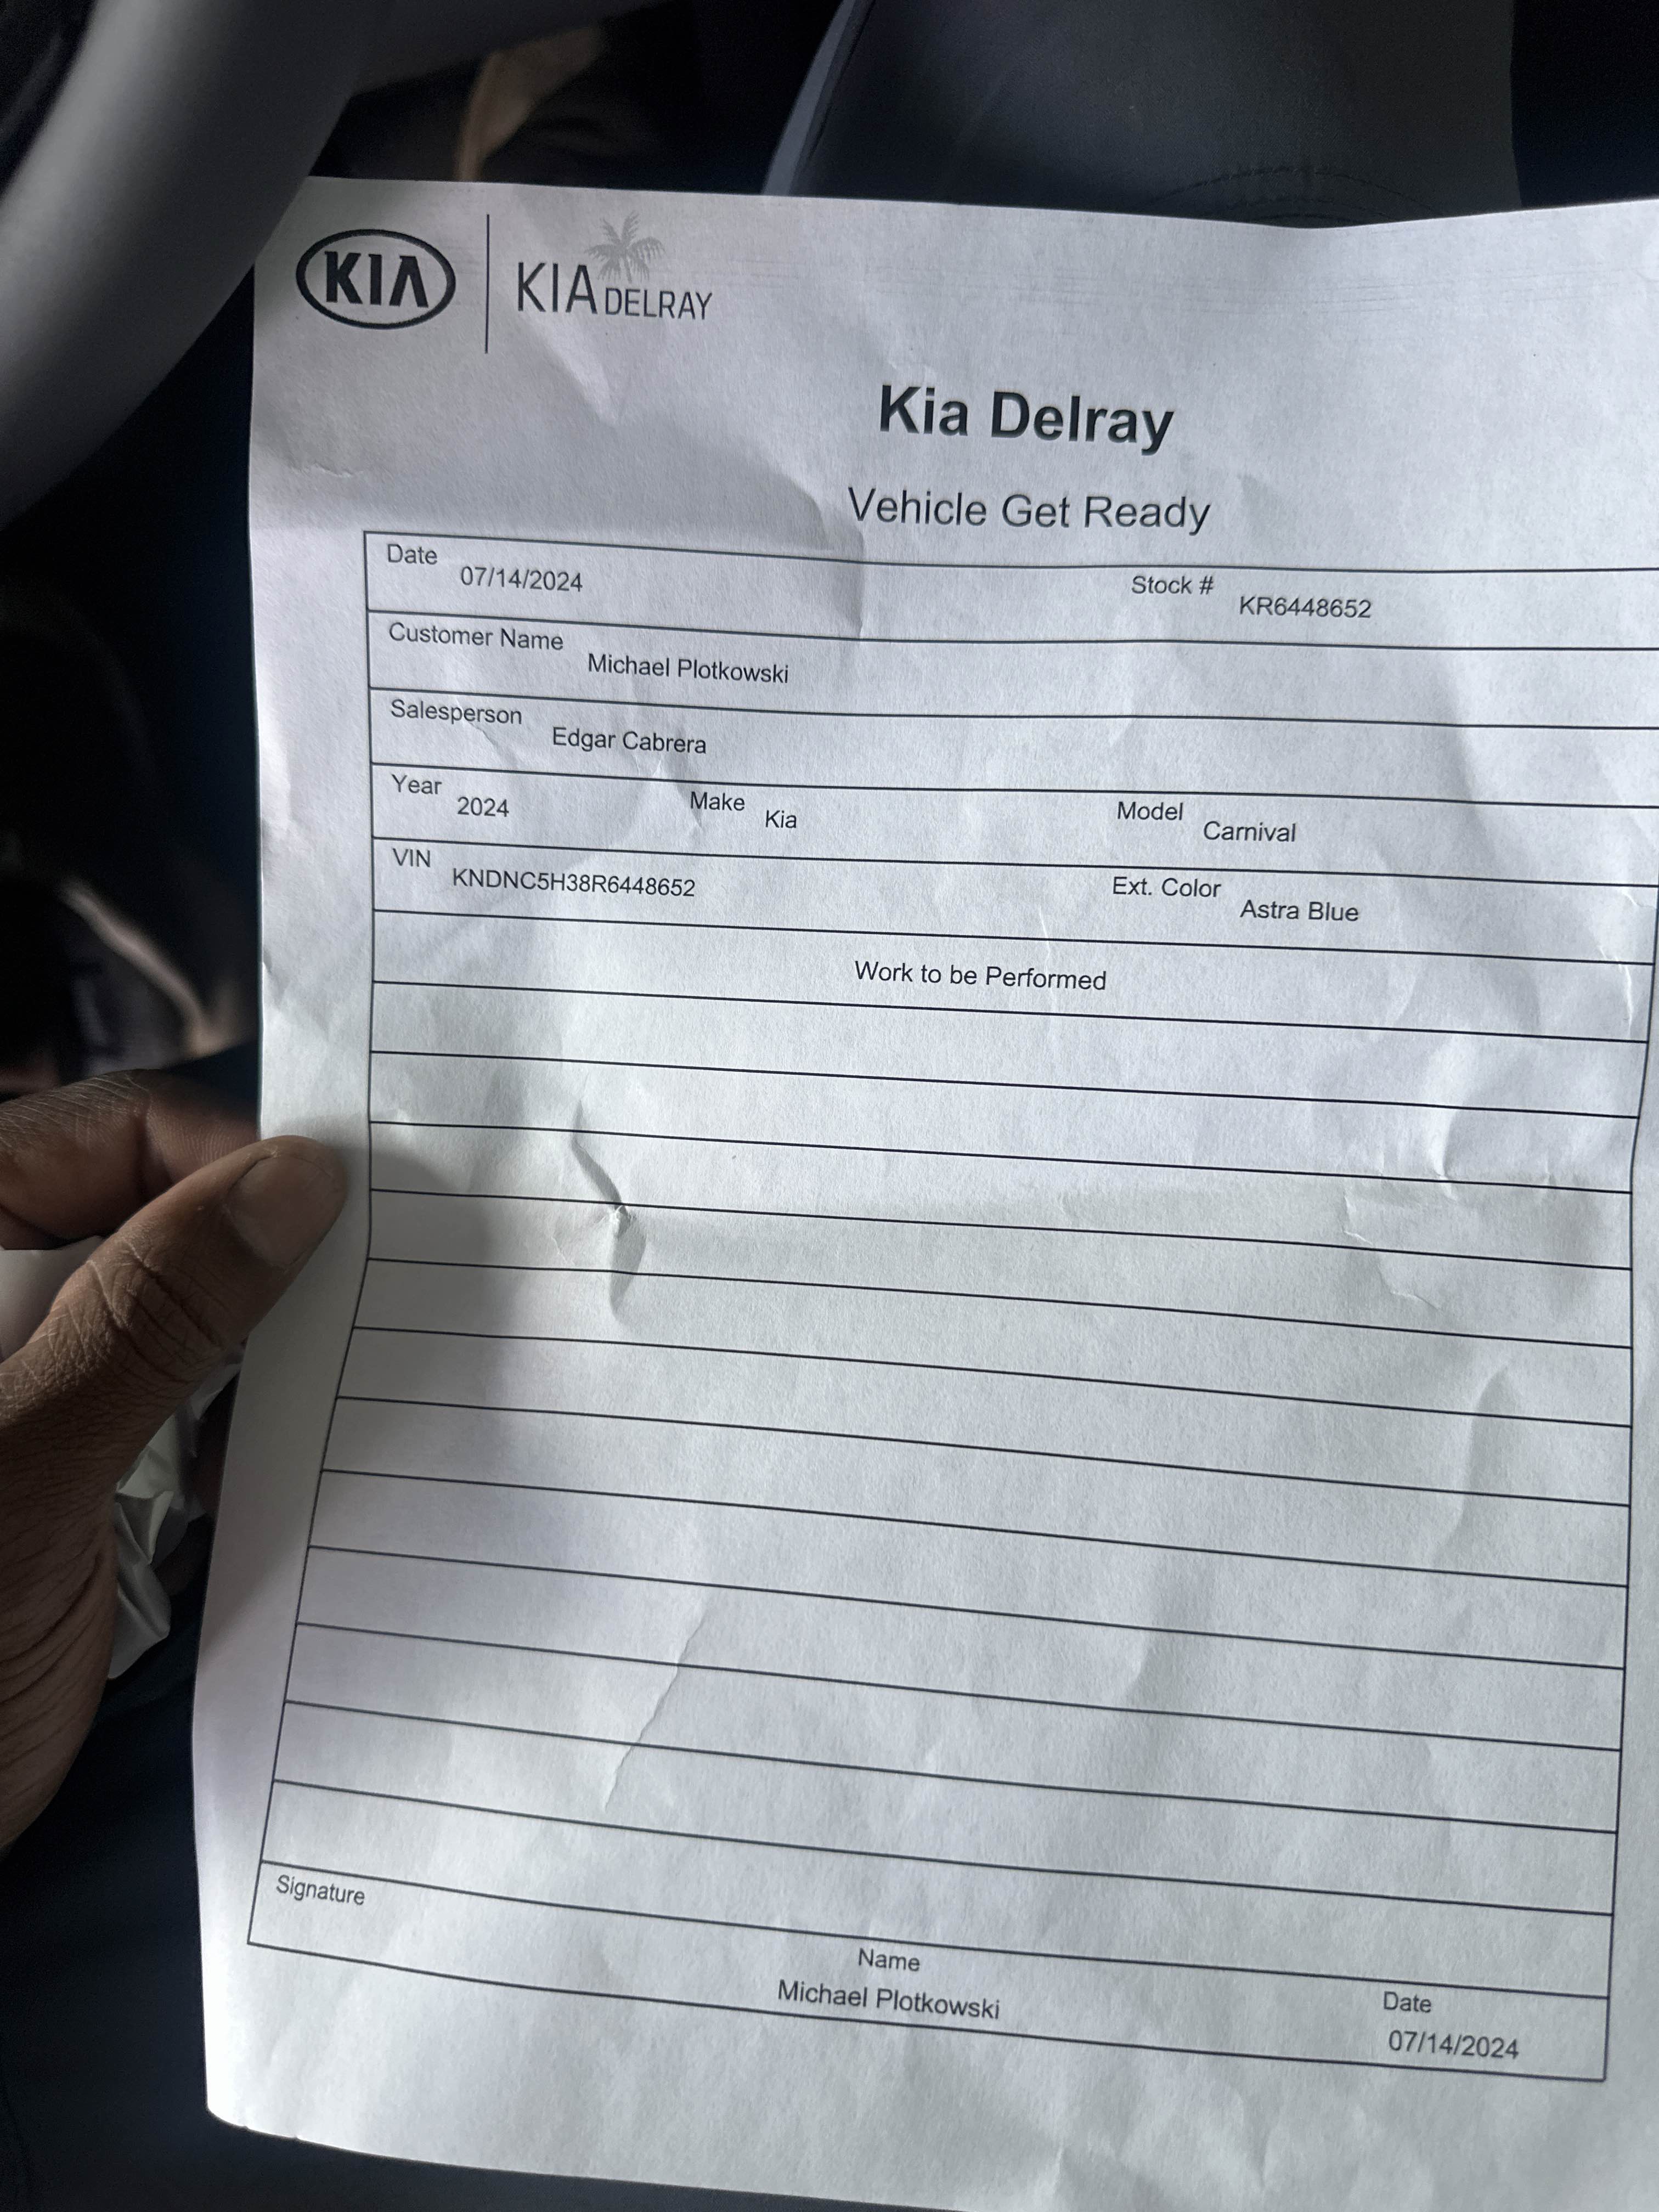 KIA KIA DELRAY
Kia Delray
Vehicle Get Ready
Date 07/14/2024 Stock # KR6448652
Customer Name Michael Plotkowski
Salesperson Edgar Cabrera
Year 2024 Make Kia Model Carnival
VIN KNDNC5H38R6448652 Ext. Color Astra Blue
Work to be Performed
Signature Name Date
Michael Plotkowski 07/14/2024